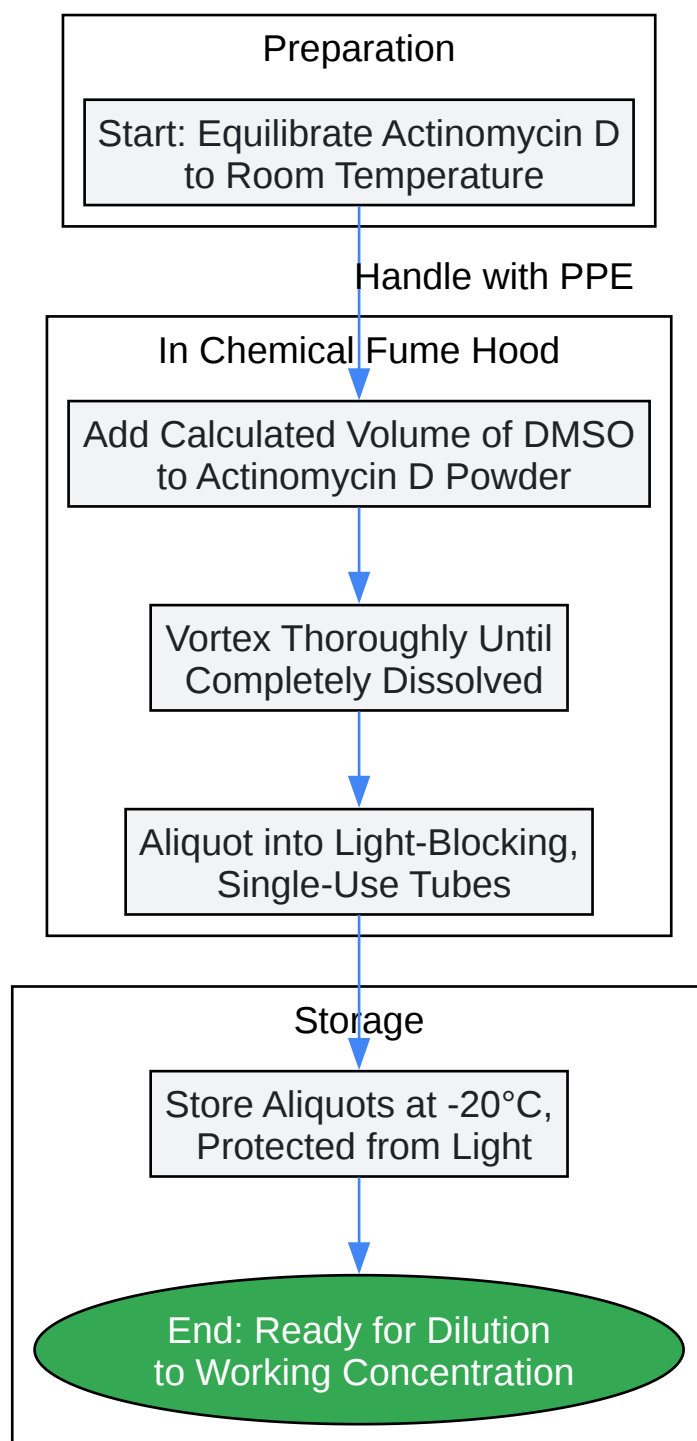 Preparation
Start: Equilibrate Actinomycin D
to Room Temperature
Handle with PPE
In Chemical Fume Hood
Add Calculated Volume of DMSO
to Actinomycin D Powder
Vortex Thoroughly Until
Completely Dissolved
Aliquot into Light-Blocking,
Single-Use Tubes
Storage
Store Aliquots at -20°C,
Protected from Light
End: Ready for Dilution
to Working Concentration